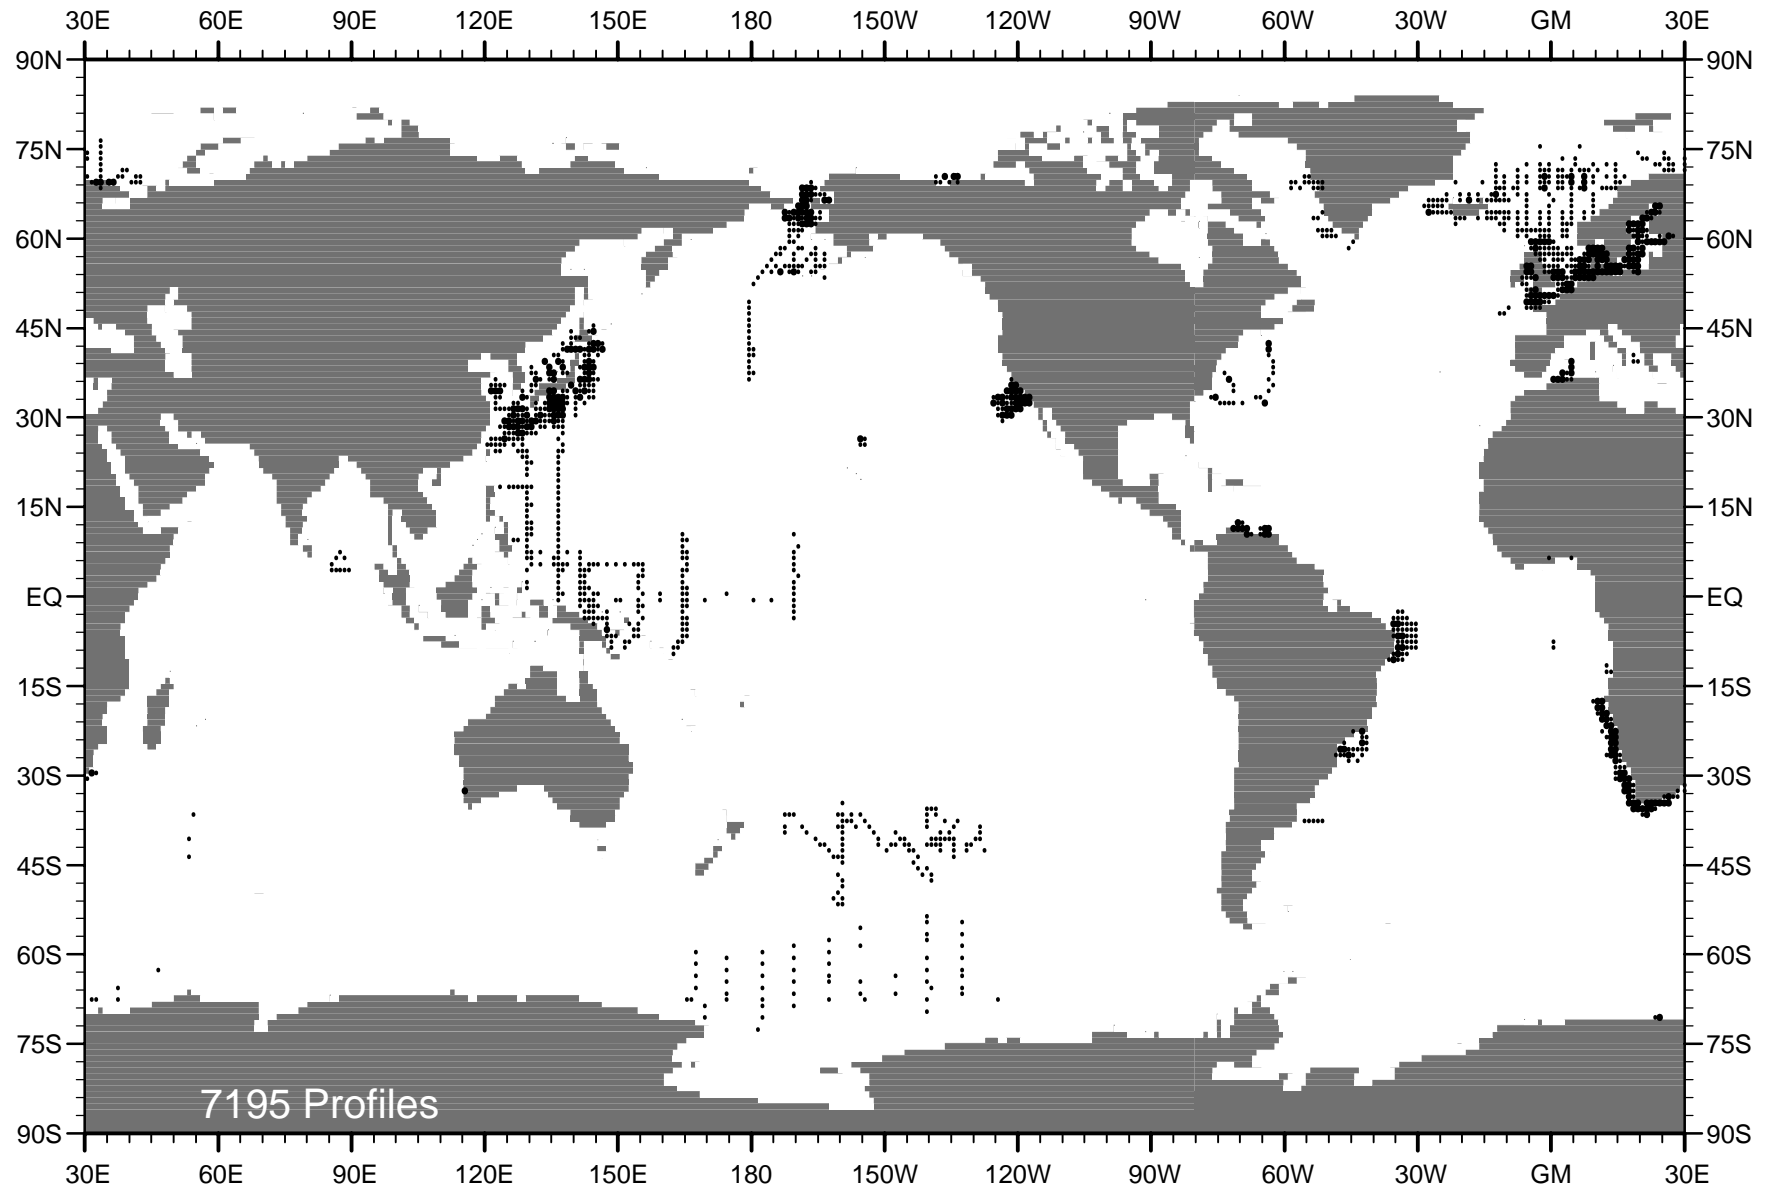 30E 60E 90E 120E 150E 180 150W 120W 90W 60W 30W GM 30E
90N 90N
75N 75N
60N 60N
45N 45N
30N 30N
15N 15N
EQ EQ
15S 15S
30S 30S
45S 45S
60S 60S
75S 75S
7195 Profiles
90S 90S
30E 60E 90E 120E 150E 180 150W 120W 90W 60W 30W GM 30E